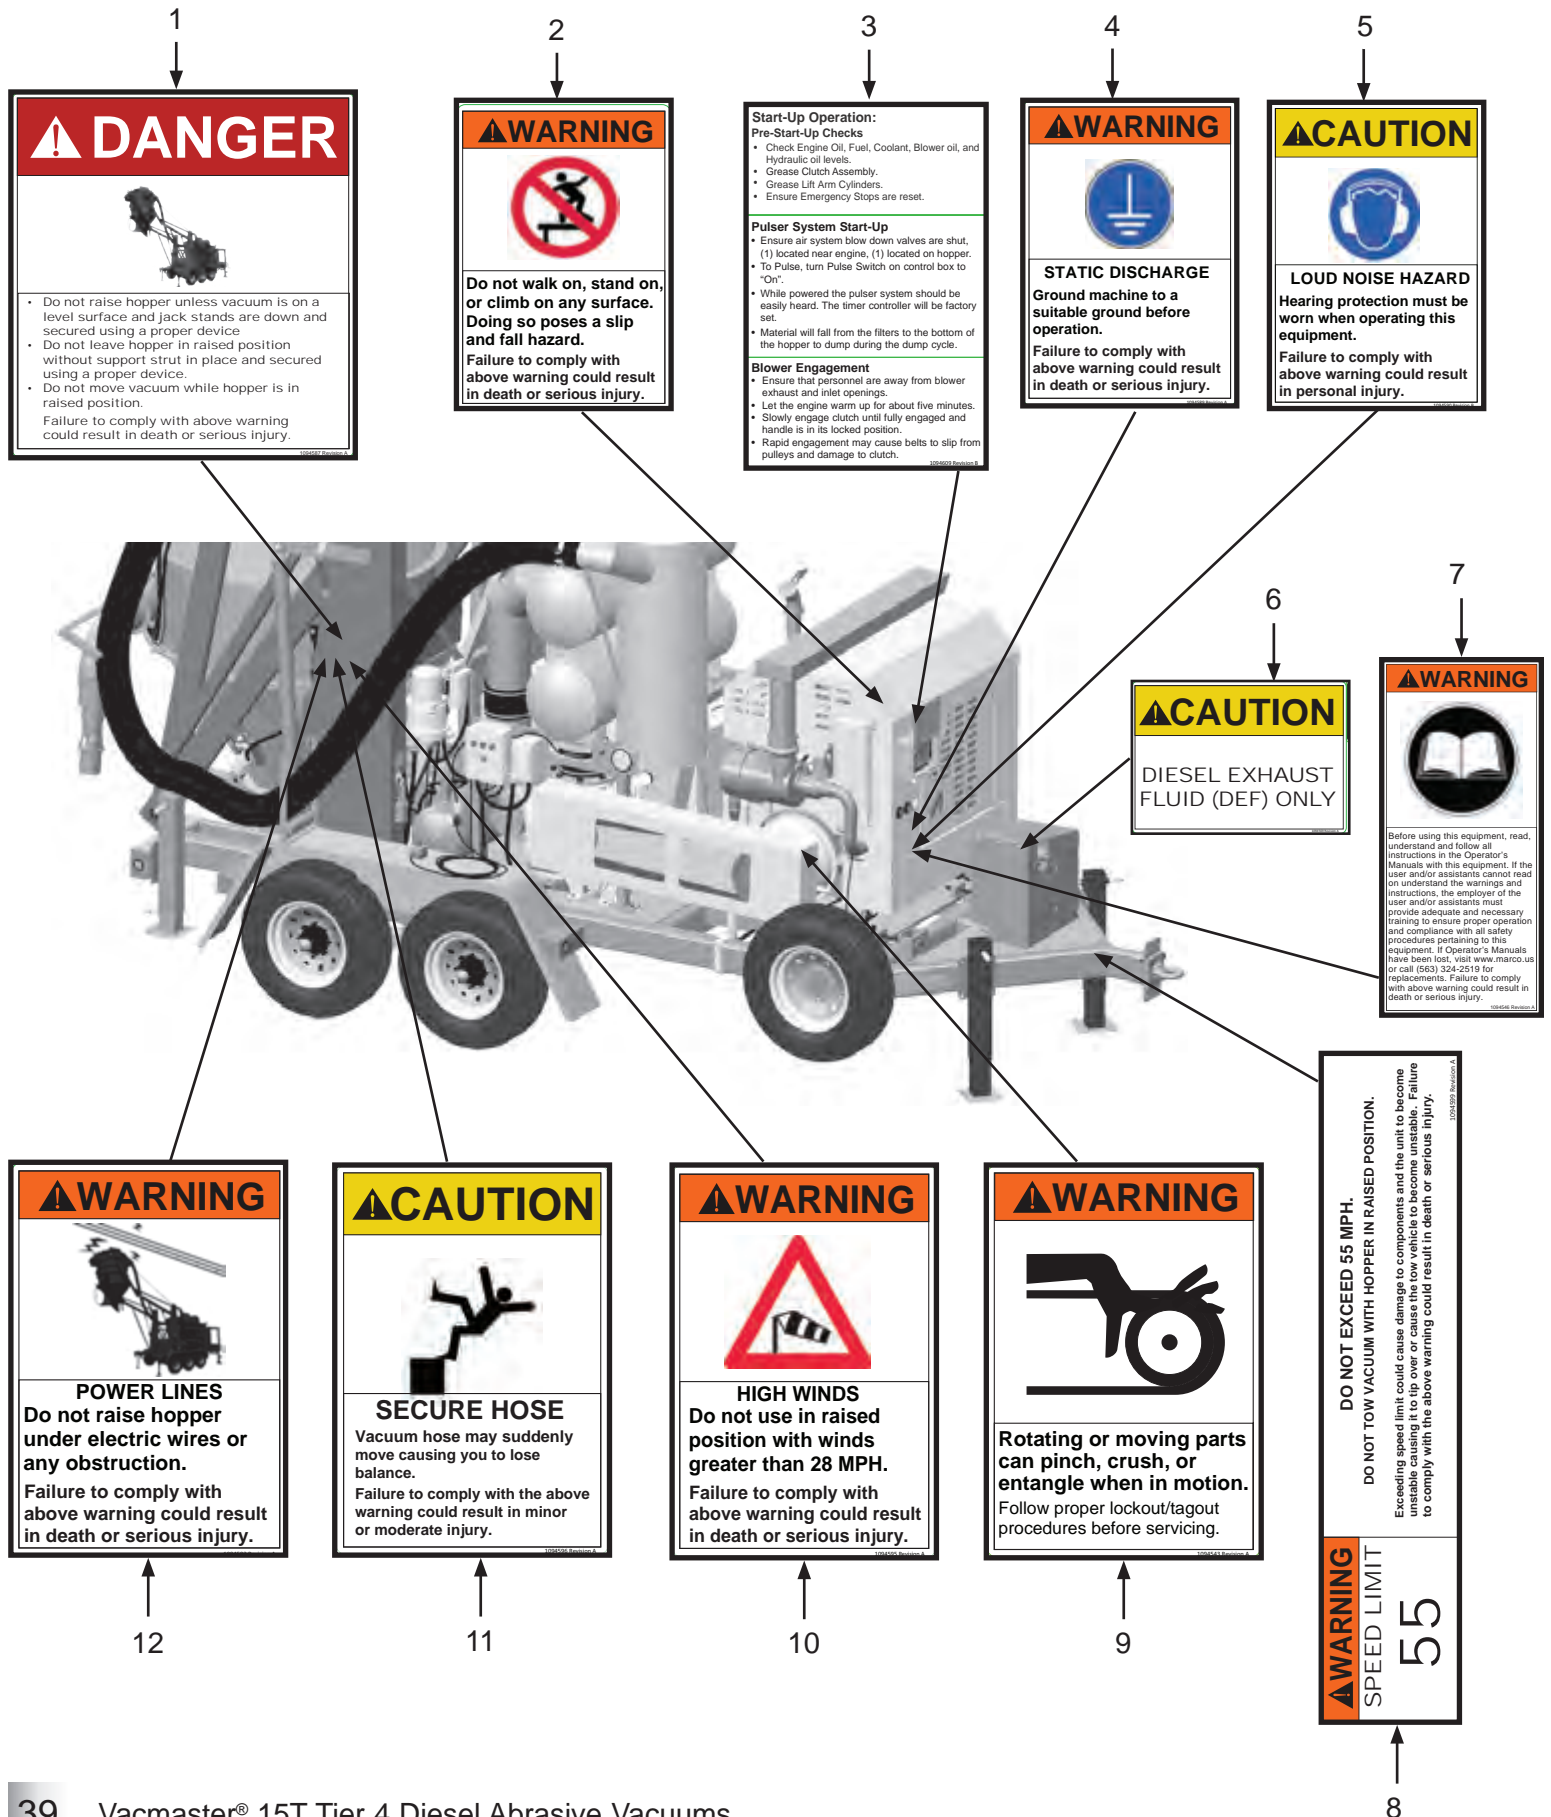 1
2
3
4
5
DANGER
• Do not raise hopper unless vacuum is on a
level surface and jack stands are down and
secured using a proper device
• Do not leave hopper in raised position
without support strut in place and secured
using a proper device.
• Do not move vacuum while hopper is in
raised position.
Failure to comply with above warning
could result in death or serious injury.
1094587 Revision A
WARNING
Do not walk on, stand on,
or climb on any surface.
Doing so poses a slip
and fall hazard.
Failure to comply with
above warning could result
in death or serious injury.
Start-Up Operation:
Pre-Start-Up Checks
• Check Engine Oil, Fuel, Coolant, Blower oil, and
Hydraulic oil levels.
• Grease Clutch Assembly.
• Grease Lift Arm Cylinders.
• Ensure Emergency Stops are reset.
Pulser System Start-Up
• Ensure air system blow down valves are shut,
(1) located near engine, (1) located on hopper.
• To Pulse, turn Pulse Switch on control box to
“On”.
• While powered the pulser system should be
easily heard. The timer controller will be factory
set.
• Material will fall from the filters to the bottom of
the hopper to dump during the dump cycle.
Blower Engagement
• Ensure that personnel are away from blower
exhaust and inlet openings.
• Let the engine warm up for about five minutes.
• Slowly engage clutch until fully engaged and
handle is in its locked position.
• Rapid engagement may cause belts to slip from
pulleys and damage to clutch.
1094609 Revision B
WARNING
STATIC DISCHARGE
Ground machine to a
suitable ground before
operation.
Failure to comply with
above warning could result
in death or serious injury.
CAUTION
LOUD NOISE HAZARD
Hearing protection must be
worn when operating this
equipment.
Failure to comply with
above warning could result
in personal injury.
6
CAUTION
DIESEL EXHAUST
FLUID (DEF) ONLY
7
WARNING
Before using this equipment, read,
understand and follow all
instructions in the Operator's
Manuals with this equipment. If the
user and/or assistants cannot read
on understand the warnings and
instructions, the employer of the
user and/or assistants must
provide adequate and necessary
training to ensure proper operation
and compliance with all safety
procedures pertaining to this
equipment. If Operator's Manuals
have been lost, visit www.marco.us
or call (563) 324-2519 for
replacements. Failure to comply
with above warning could result in
death or serious injury.
1094546 Revision A
WARNING
SPEED LIMIT
55
DO NOT EXCEED 55 MPH.
DO NOT TOW VACUUM WITH HOPPER IN RAISED POSITION.
Exceeding speed limit could cause damage to components and the unit to become
unstable causing it to tip over or cause the tow vehicle to become unstable. Failure
to comply with the above warning could result in death or serious injury.
1094599 Revision A
8
WARNING
POWER LINES
Do not raise hopper
under electric wires or
any obstruction.
Failure to comply with
above warning could result
in death or serious injury.
CAUTION
SECURE HOSE
Vacuum hose may suddenly
move causing you to lose
balance.
Failure to comply with the above
warning could result in minor
or moderate injury.
1094596 Revision A
WARNING
HIGH WINDS
Do not use in raised
position with winds
greater than 28 MPH.
Failure to comply with
above warning could result
in death or serious injury.
1094595 Revision A
WARNING
Rotating or moving parts
can pinch, crush, or
entangle when in motion.
Follow proper lockout/tagout
procedures before servicing.
1094543 Revision A
12
11
10
9
39 Vacmaster® 15T Tier 4 Diesel Abrasive Vacuums